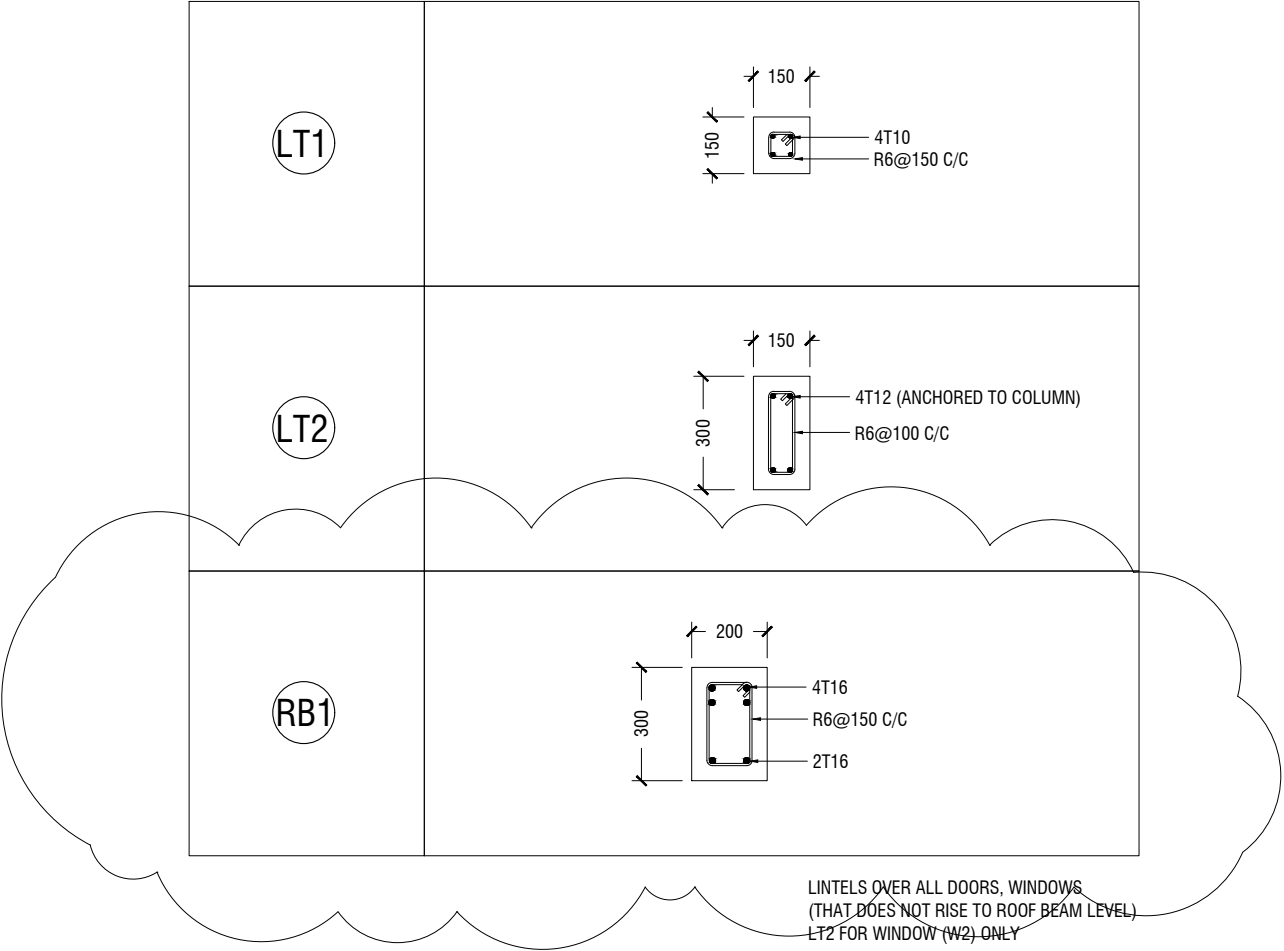 150
150
LT1
4T10
R6@150 C/C
150
300
LT2
4T12 (ANCHORED TO COLUMN)
R6@100 C/C
200
300
RB1
4T16
R6@150 C/C
2T16
LINTELS OVER ALL DOORS, WINDOWS
(THAT DOES NOT RISE TO ROOF BEAM LEVEL)
LT2 FOR WINDOW (W2) ONLY